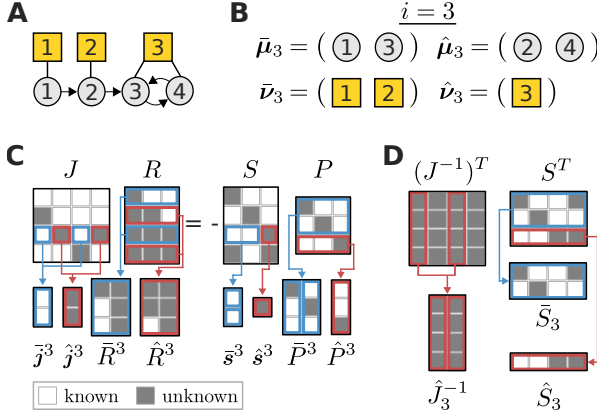 A
1 2 3
1 2 3 4
B
i = 3
μ̄₃ = ( 1 3 ) μ̂₃ = ( 2 4 )
ν̄₃ = ( 1 2 ) ν̂₃ = ( 3 )
C
J R = - S P
j̄³ ĵ³ R̄³ R̂³ s̄³ ŝ³ P̄³ P̂³
known unknown
D
(J⁻¹)ᵀ Sᵀ
S̄₃
Ĵ₃⁻¹ Ŝ₃